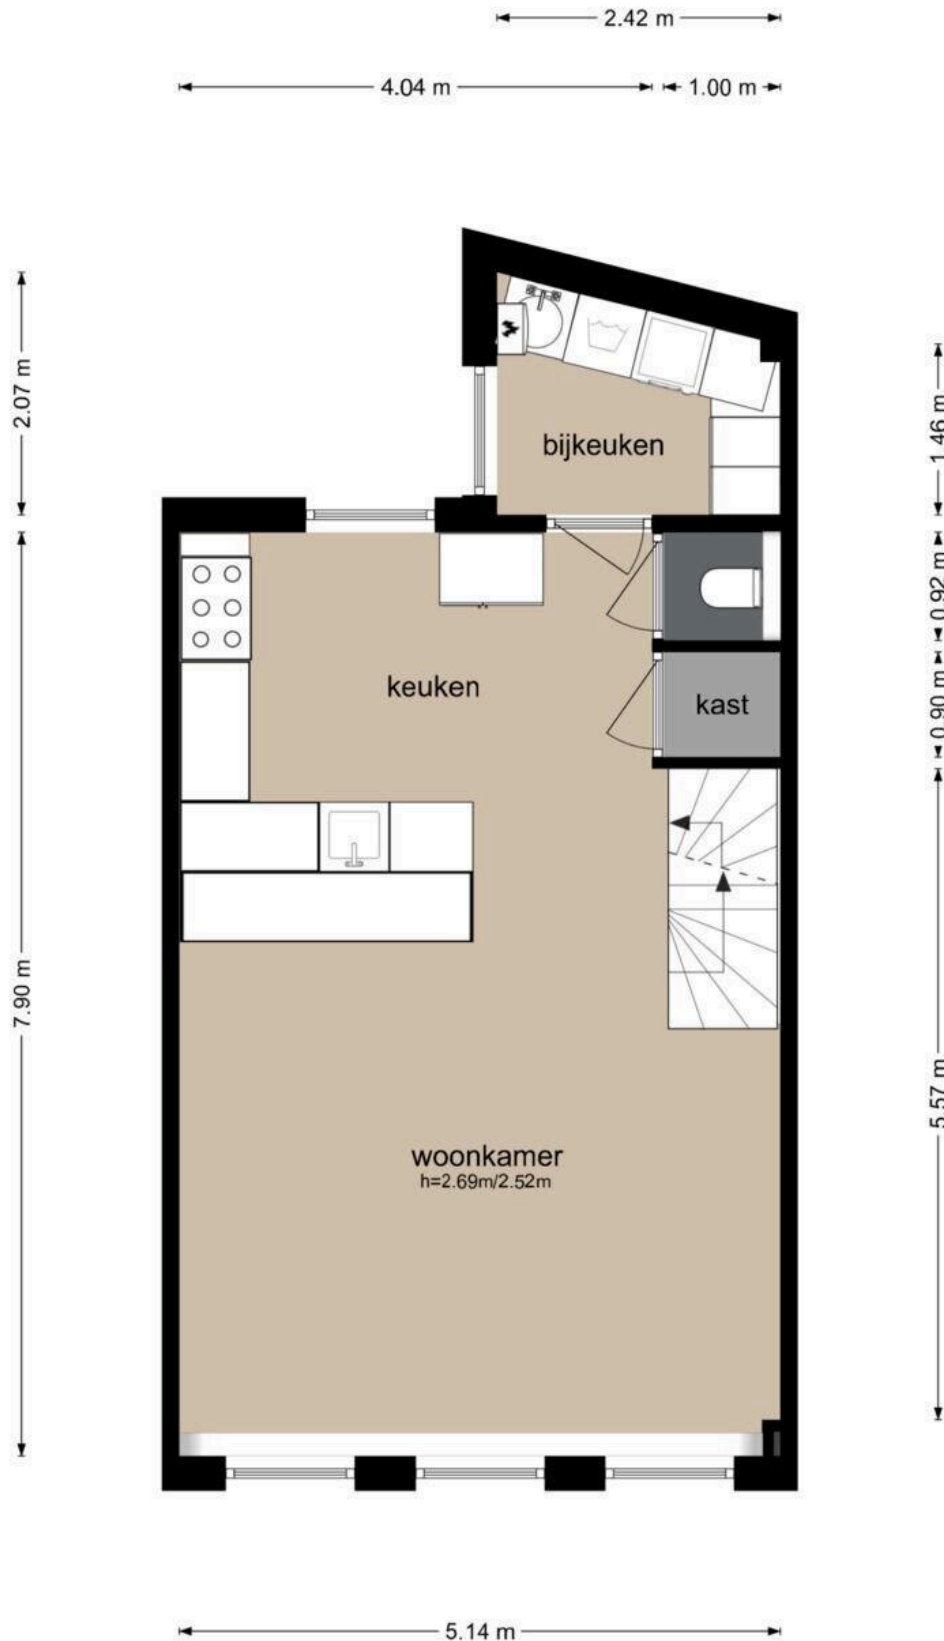 2.42 m
4.04 m
1.00 m
2.07 m
1.46 m
bijkeuken
0.92 m
keuken
kast
0.90 m
7.90 m
5.57 m
woonkamer
h=2.69m/2.52m
5.14 m